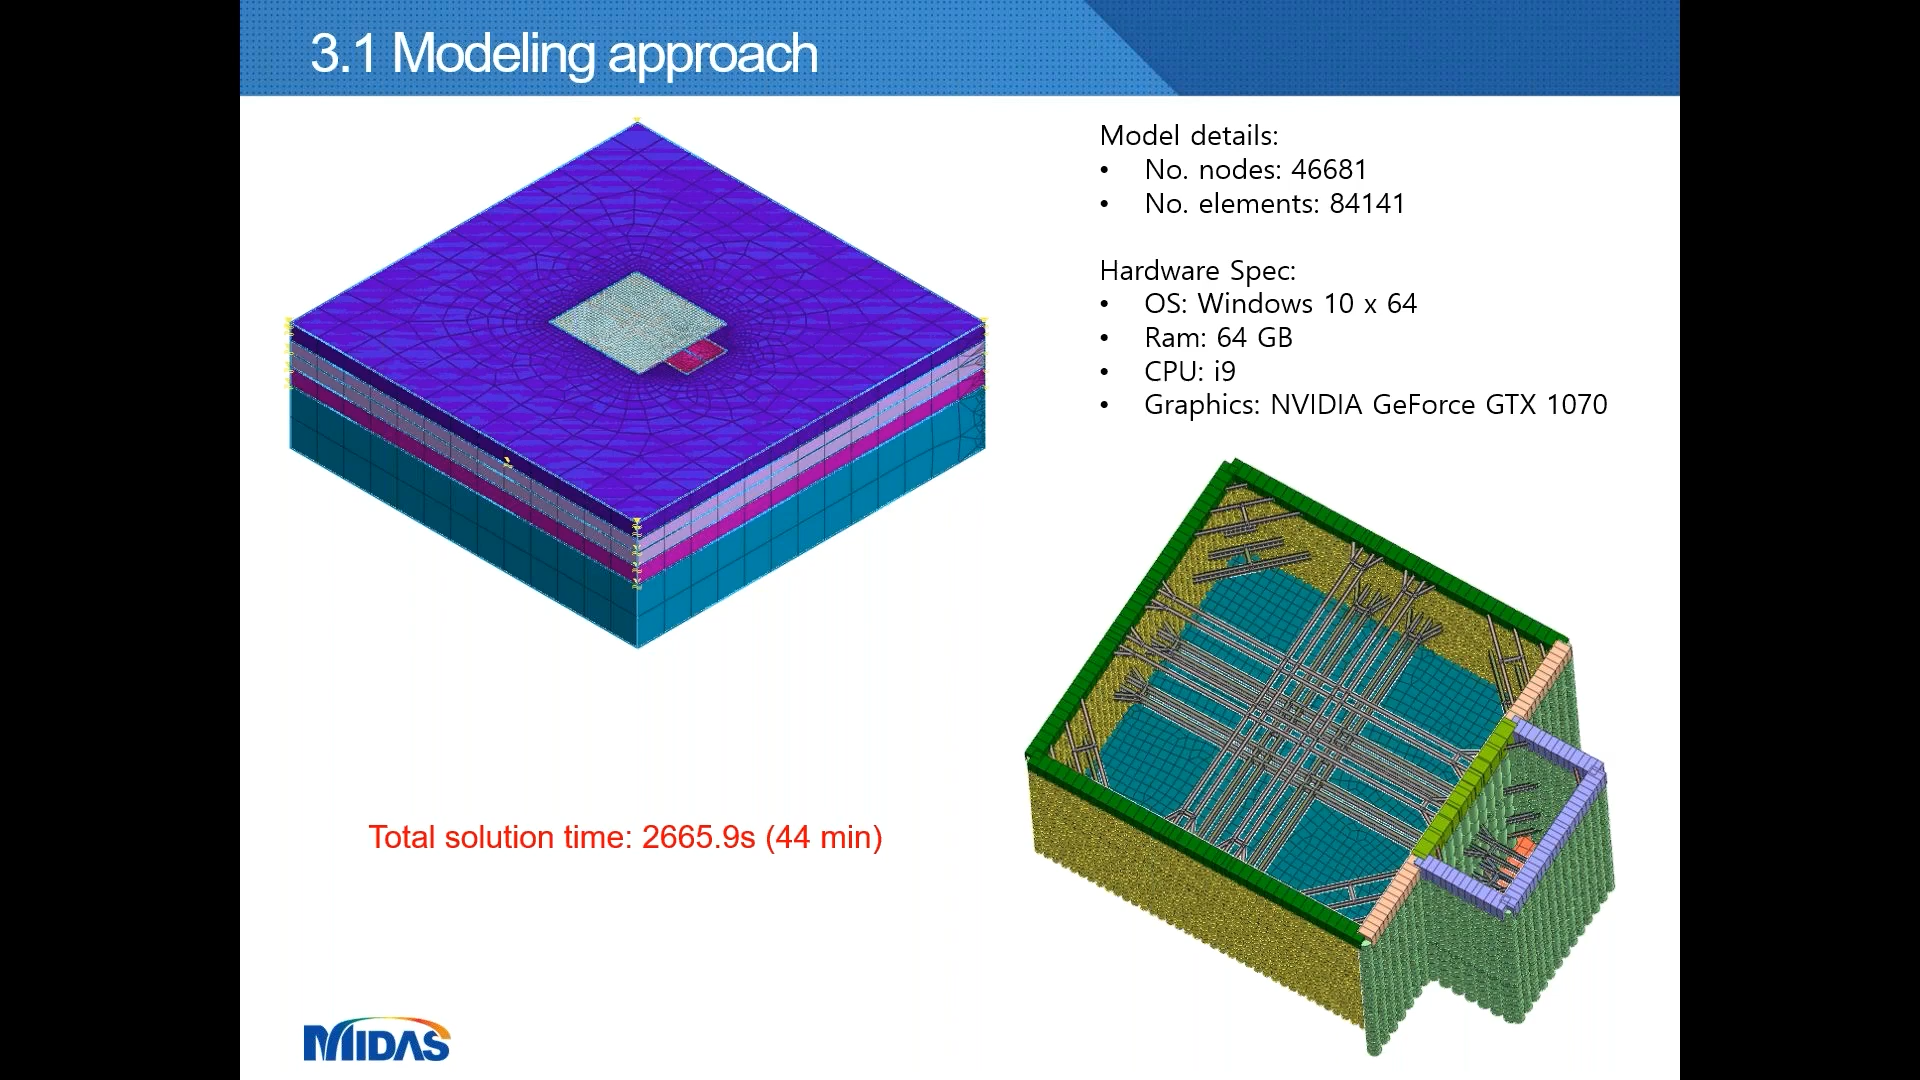 3.1 Modeling approach
Model details:
• No. nodes: 46681
• No. elements: 84141
Hardware Spec:
• OS: Windows 10 x 64
• Ram: 64 GB
• CPU: i9
• Graphics: NVIDIA GeForce GTX 1070
Total solution time: 2665.9s (44 min)
MIDAS